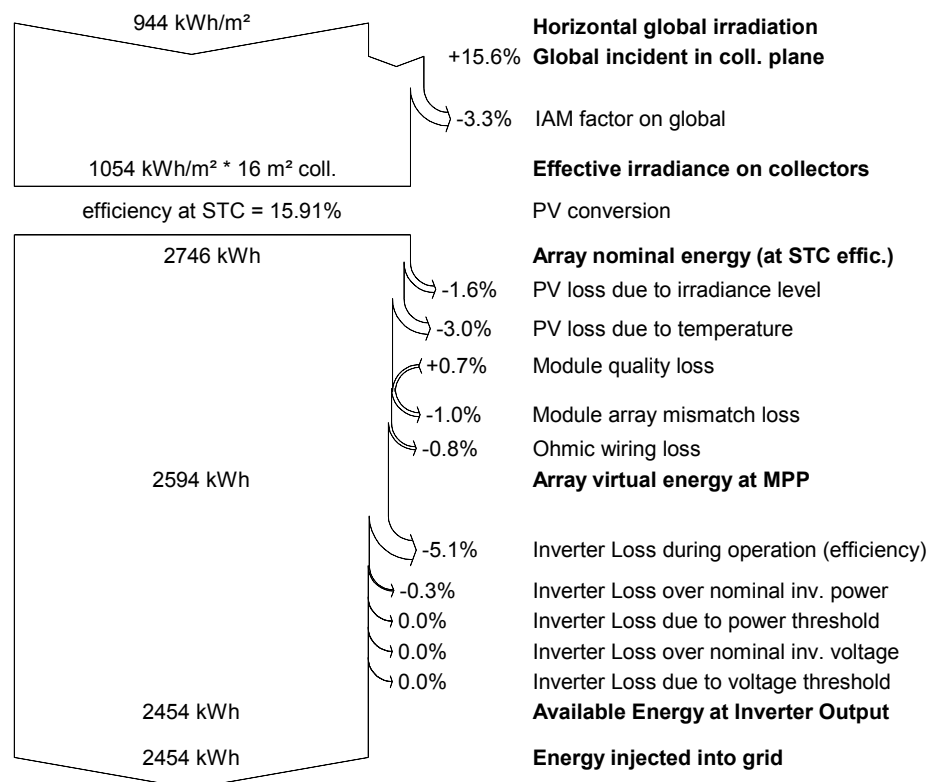 944 kWh/m² Horizontal global irradiation
+15.6% Global incident in coll. plane
-3.3% IAM factor on global
1054 kWh/m² * 16 m² coll. Effective irradiance on collectors
efficiency at STC = 15.91% PV conversion
2746 kWh Array nominal energy (at STC effic.)
-1.6% PV loss due to irradiance level
-3.0% PV loss due to temperature
+0.7% Module quality loss
-1.0% Module array mismatch loss
-0.8% Ohmic wiring loss
2594 kWh Array virtual energy at MPP
-5.1% Inverter Loss during operation (efficiency)
-0.3% Inverter Loss over nominal inv. power
0.0% Inverter Loss due to power threshold
0.0% Inverter Loss over nominal inv. voltage
0.0% Inverter Loss due to voltage threshold
2454 kWh Available Energy at Inverter Output
2454 kWh Energy injected into grid